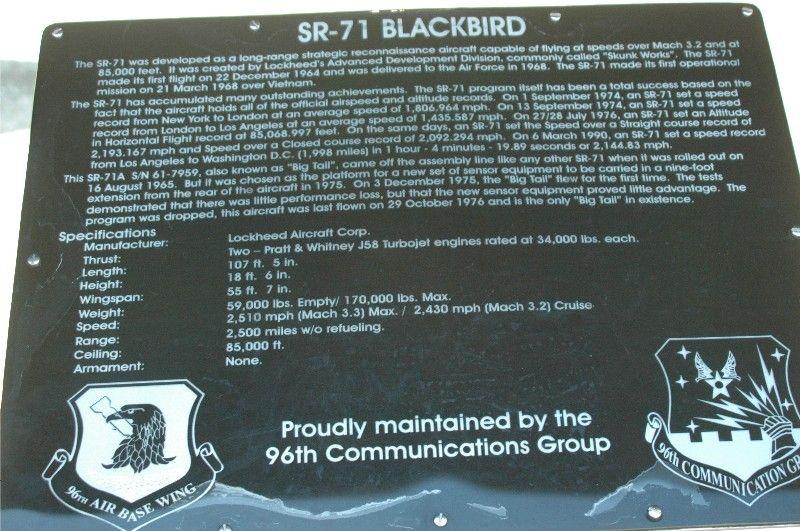 SR-71 BLACKBIRD
The SR-71 was developed as a long-range strategic reconnaissance aircraft capable of flying at speeds over Mach 3.2 and at
85,000 feet. It was created by Lockheed's Advanced Development Division, commonly called "Skunk Works". The SR-71
made its first flight on 22 December 1964 and was delivered to the Air Force in 1968. The SR-71 made its first operational
mission on 21 March 1968 over Vietnam.
The SR-71 has accumulated many outstanding achievements. The SR-71 program itself has been a total success based on the
fact that the aircraft holds all of the official airspeed and altitude records. On 1 September 1974, an SR-71 set a speed
record from New York to London at an average speed of 1,806.964 mph. On 13 September 1974, an SR-71 set a speed
record from London to Los Angeles at an average speed of 1,435.587 mph. On 27/28 July 1976, an SR-71 set an Altitude
in Horizontal Flight record of 85,068.997 feet. On the same days, an SR-71 set the Speed over a Straight course record of
2,193.167 mph and Speed over a Closed course record of 2,092.294 mph. On 6 March 1990, an SR-71 set a speed record
from Los Angeles to Washington D.C. (1,998 miles) in 1 hour - 4 minutes - 19.89 seconds or 2,144.83 mph.
This SR-71A S/N 61-7959, also known as "Big Tail", came off the assembly line like any other SR-71 when it was rolled out on
16 August 1965. But it was chosen as the platform for a new set of sensor equipment to be carried in a nine-foot
extension from the rear of the aircraft in 1975. On 3 December 1975, the "Big Tail" flew for the first time. The tests
demonstrated that there was little performance loss, but that the new sensor equipment proved little advantage. The
program was dropped, this aircraft was last flown on 29 October 1976 and is the only "Big Tail" in existence.
Specifications
Manufacturer: Lockheed Aircraft Corp.
Thrust: Two – Pratt & Whitney J58 Turbojet engines rated at 34,000 lbs. each.
Length: 107 ft. 5 in.
Height: 18 ft. 6 in.
Wingspan: 55 ft. 7 in.
Weight: 59,000 lbs. Empty/ 170,000 lbs. Max.
Speed: 2,510 mph (Mach 3.3) Max. / 2,430 mph (Mach 3.2) Cruise
Range: 2,500 miles w/o refueling.
Ceiling: 85,000 ft.
Armament: None.
Proudly maintained by the
96th Communications Group
96TH AIR BASE WING
96th COMMUNICATION GR